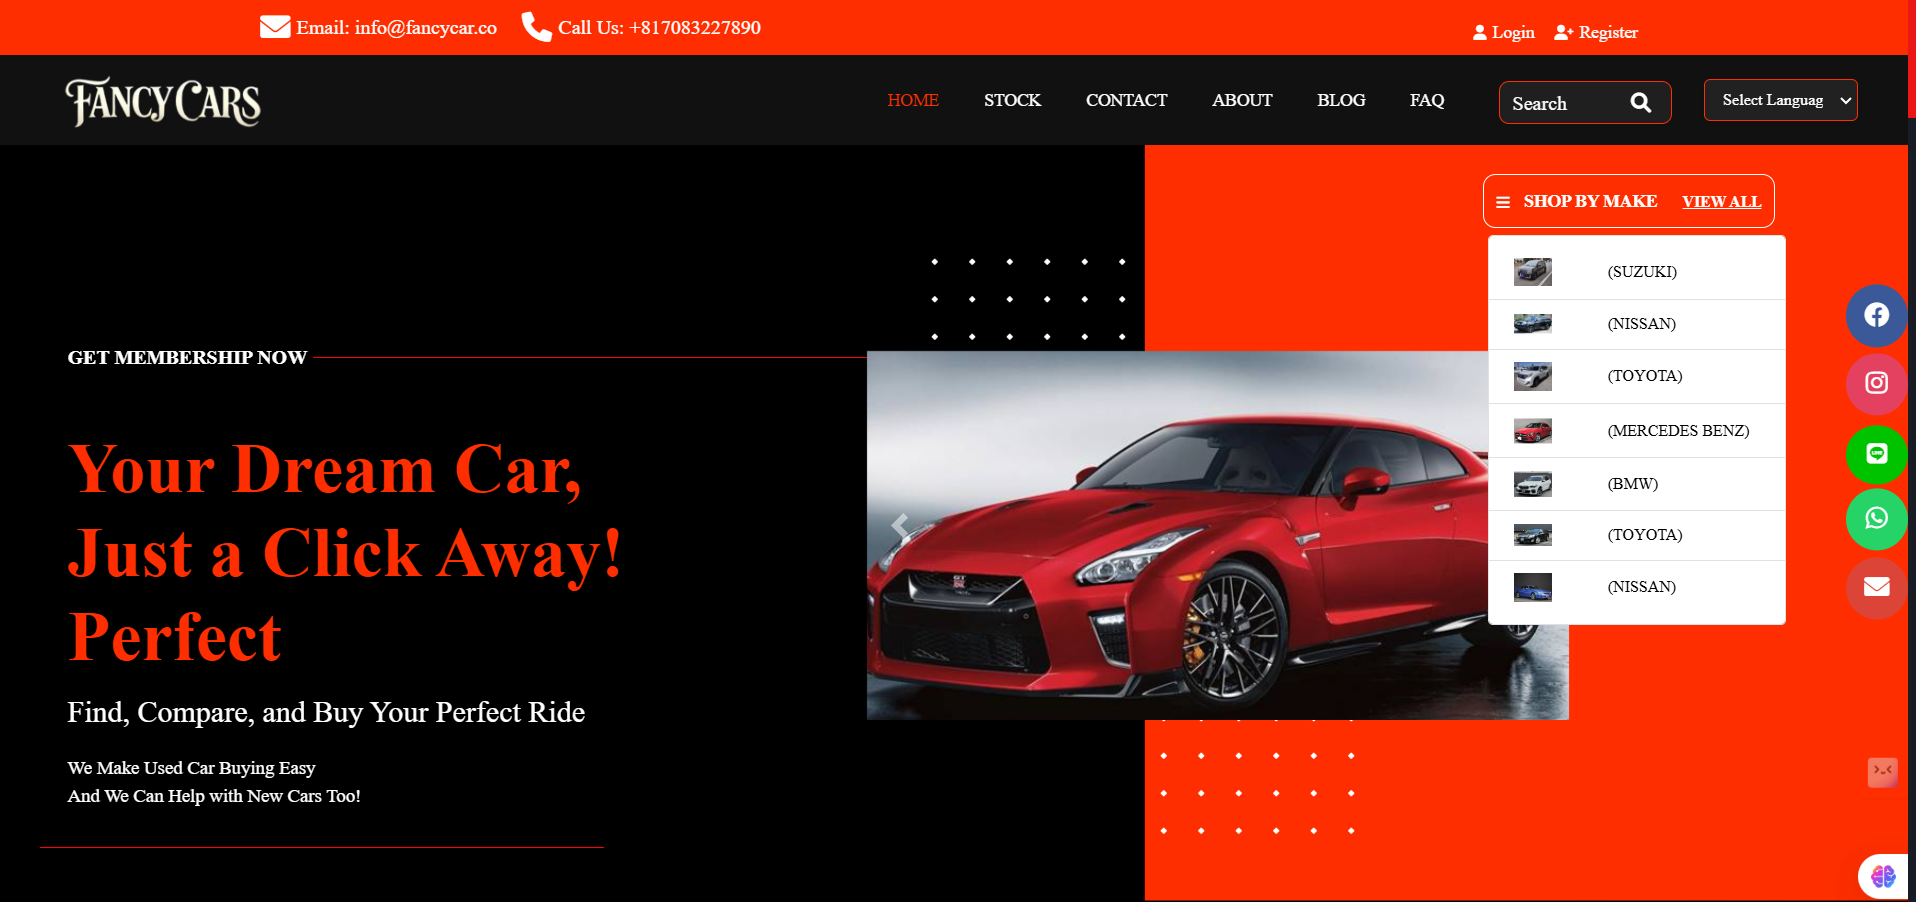 Email: info@fancycar.co Call Us: +817083227890
Login Register
FANCY CARS
HOME STOCK CONTACT ABOUT BLOG FAQ
Search
Select Languag
SHOP BY MAKE VIEW ALL
(SUZUKI)
(NISSAN)
(TOYOTA)
(MERCEDES BENZ)
(BMW)
(TOYOTA)
(NISSAN)
GET MEMBERSHIP NOW
Your Dream Car,
Just a Click Away!
Perfect
Find, Compare, and Buy Your Perfect Ride
We Make Used Car Buying Easy
And We Can Help with New Cars Too!
GT R
LINE